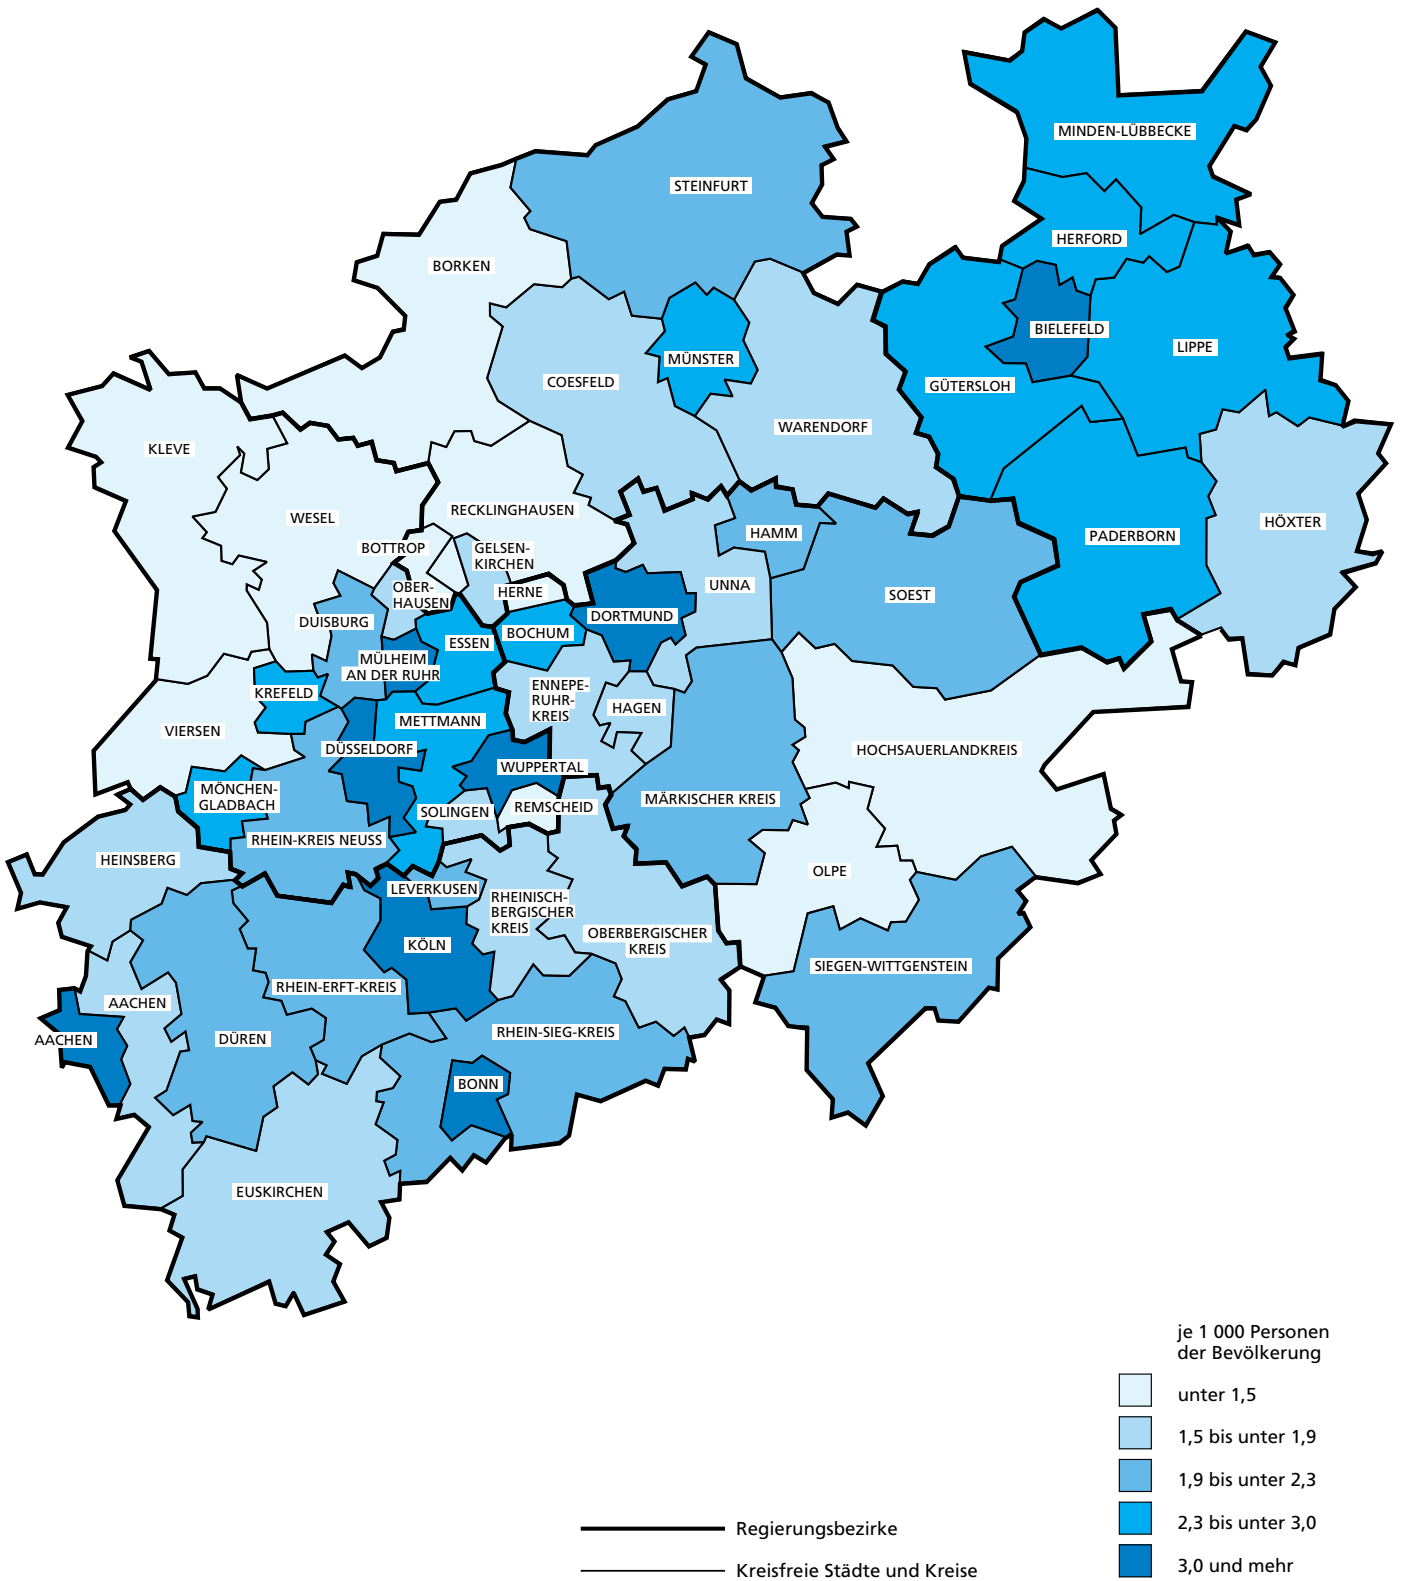 MINDEN-LÜBBECKE
STEINFURT
HERFORD
BORKEN
BIELEFELD
LIPPE
MÜNSTER
COESFELD
GÜTERSLOH
WARENDORF
KLEVE
RECKLINGHAUSEN
WESEL
HÖXTER
HAMM
PADERBORN
BOTTROP
GELSEN-
KIRCHEN
UNNA
OBER-
HAUSEN
HERNE
SOEST
DORTMUND
DUISBURG
BOCHUM
ESSEN
MÜLHEIM
AN DER RUHR
KREFELD
ENNEPE-
RUHR-
KREIS
HAGEN
METTMANN
VIERSEN
DÜSSELDORF
HOCHSAUERLANDKREIS
WUPPERTAL
MÖNCHEN-
GLADBACH
MÄRKISCHER KREIS
REMSCHEID
SOLINGEN
RHEIN-KREIS NEUSS
HEINSBERG
OLPE
LEVERKUSEN
RHEINISCH-
BERGISCHER
KREIS
OBERBERGISCHER
KREIS
KÖLN
SIEGEN-WITTGENSTEIN
RHEIN-ERFT-KREIS
AACHEN
RHEIN-SIEG-KREIS
AACHEN
DÜREN
BONN
EUSKIRCHEN
je 1 000 Personen
der Bevölkerung
unter 1,5
1,5 bis unter 1,9
1,9 bis unter 2,3
2,3 bis unter 3,0
3,0 und mehr
Regierungsbezirke
Kreisfreie Städte und Kreise